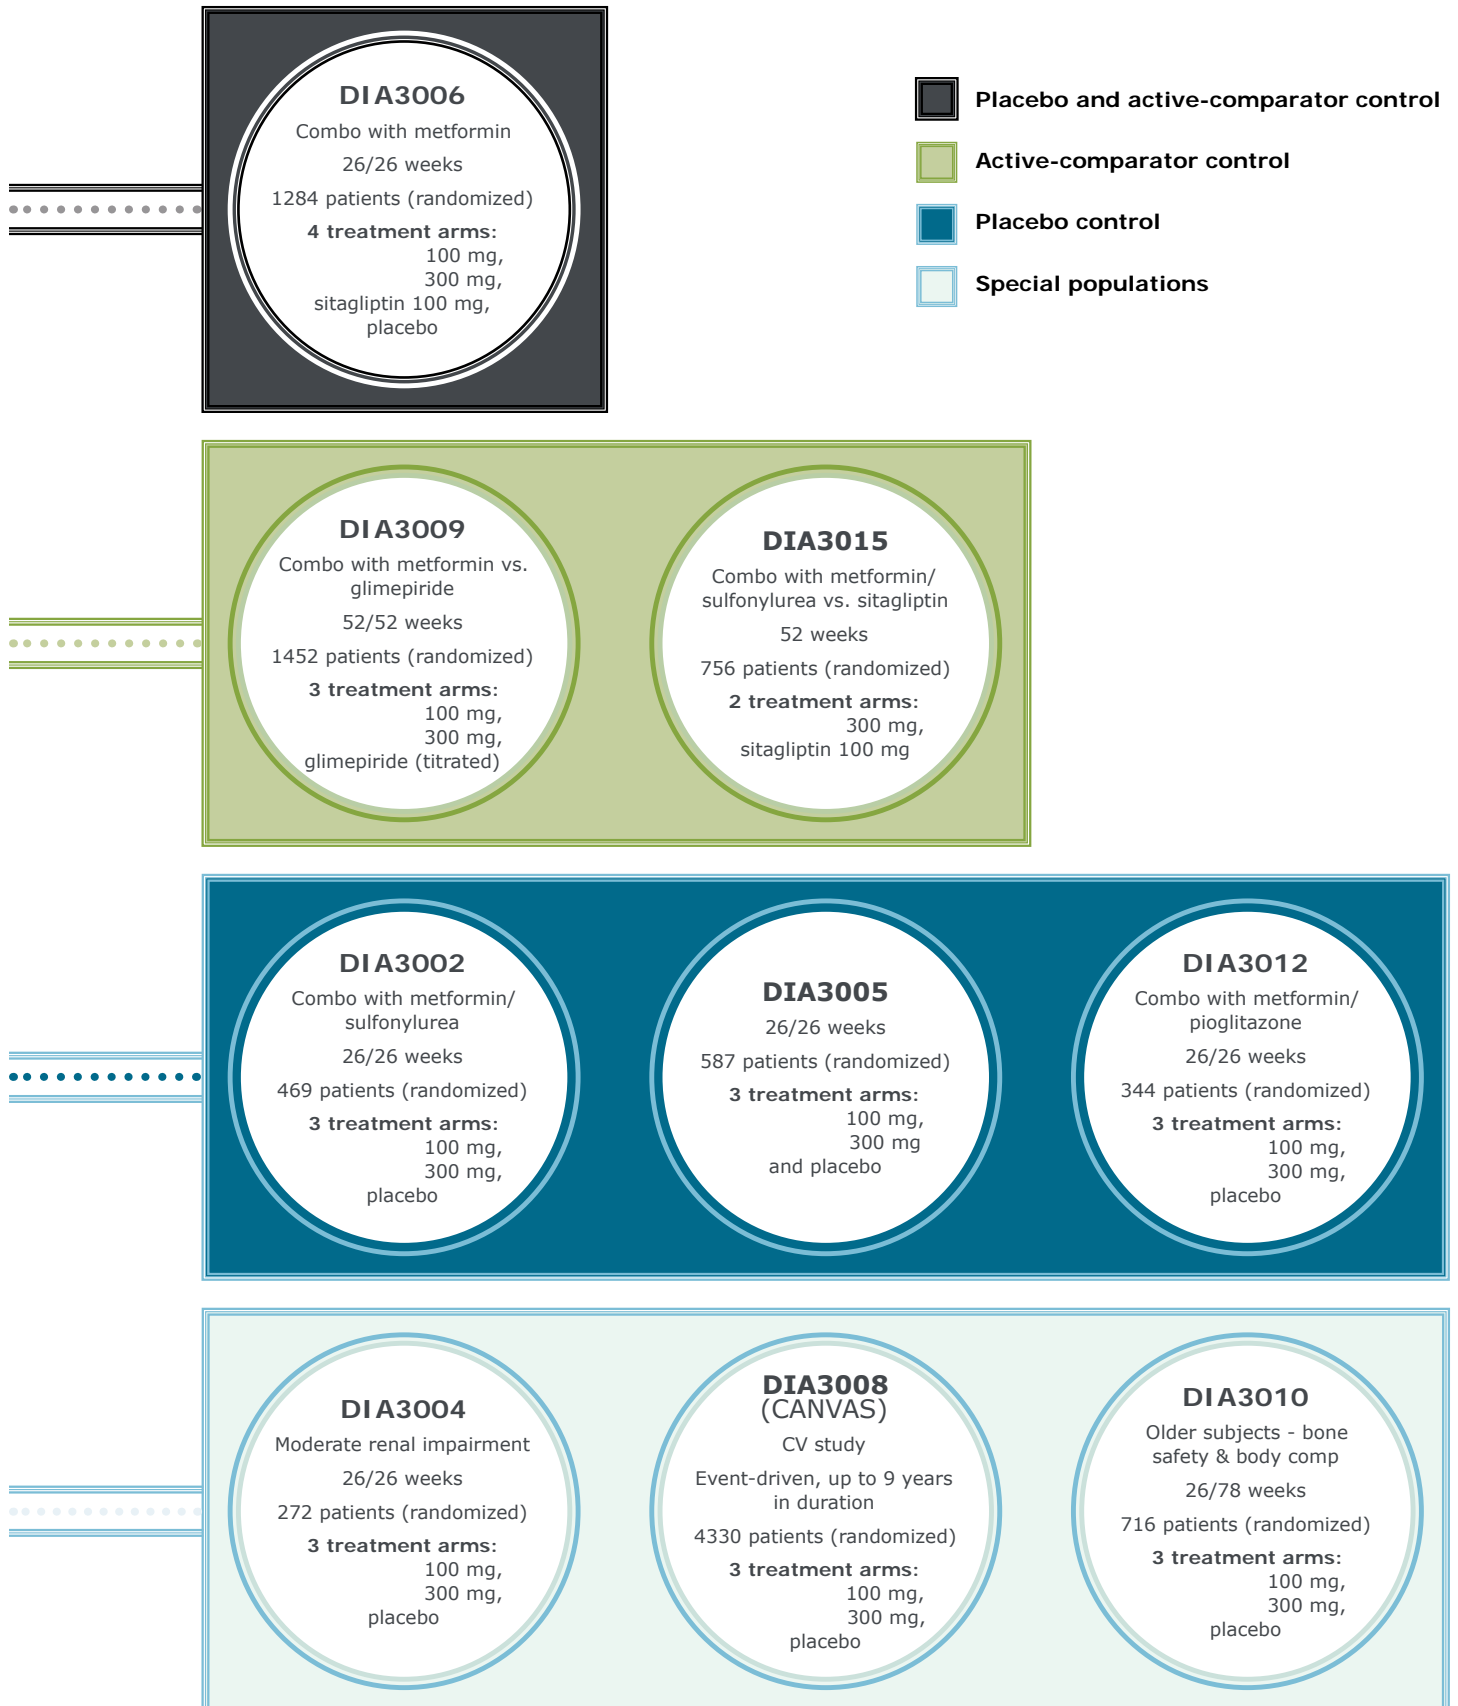 DIA3006
Combo with metformin
26/26 weeks
1284 patients (randomized)
4 treatment arms:
100 mg,
300 mg,
sitagliptin 100 mg,
placebo
Placebo and active-comparator control
Active-comparator control
Placebo control
Special populations
DIA3009
Combo with metformin vs.
glimepiride
52/52 weeks
1452 patients (randomized)
3 treatment arms:
100 mg,
300 mg,
glimepiride (titrated)
DIA3015
Combo with metformin/
sulfonylurea vs. sitagliptin
52 weeks
756 patients (randomized)
2 treatment arms:
300 mg,
sitagliptin 100 mg
DIA3002
Combo with metformin/
sulfonylurea
26/26 weeks
469 patients (randomized)
3 treatment arms:
100 mg,
300 mg,
placebo
DIA3005
26/26 weeks
587 patients (randomized)
3 treatment arms:
100 mg,
300 mg
and placebo
DIA3012
Combo with metformin/
pioglitazone
26/26 weeks
344 patients (randomized)
3 treatment arms:
100 mg,
300 mg,
placebo
DIA3004
Moderate renal impairment
26/26 weeks
272 patients (randomized)
3 treatment arms:
100 mg,
300 mg,
placebo
DIA3008
(CANVAS)
CV study
Event-driven, up to 9 years
in duration
4330 patients (randomized)
3 treatment arms:
100 mg,
300 mg,
placebo
DIA3010
Older subjects - bone
safety & body comp
26/78 weeks
716 patients (randomized)
3 treatment arms:
100 mg,
300 mg,
placebo